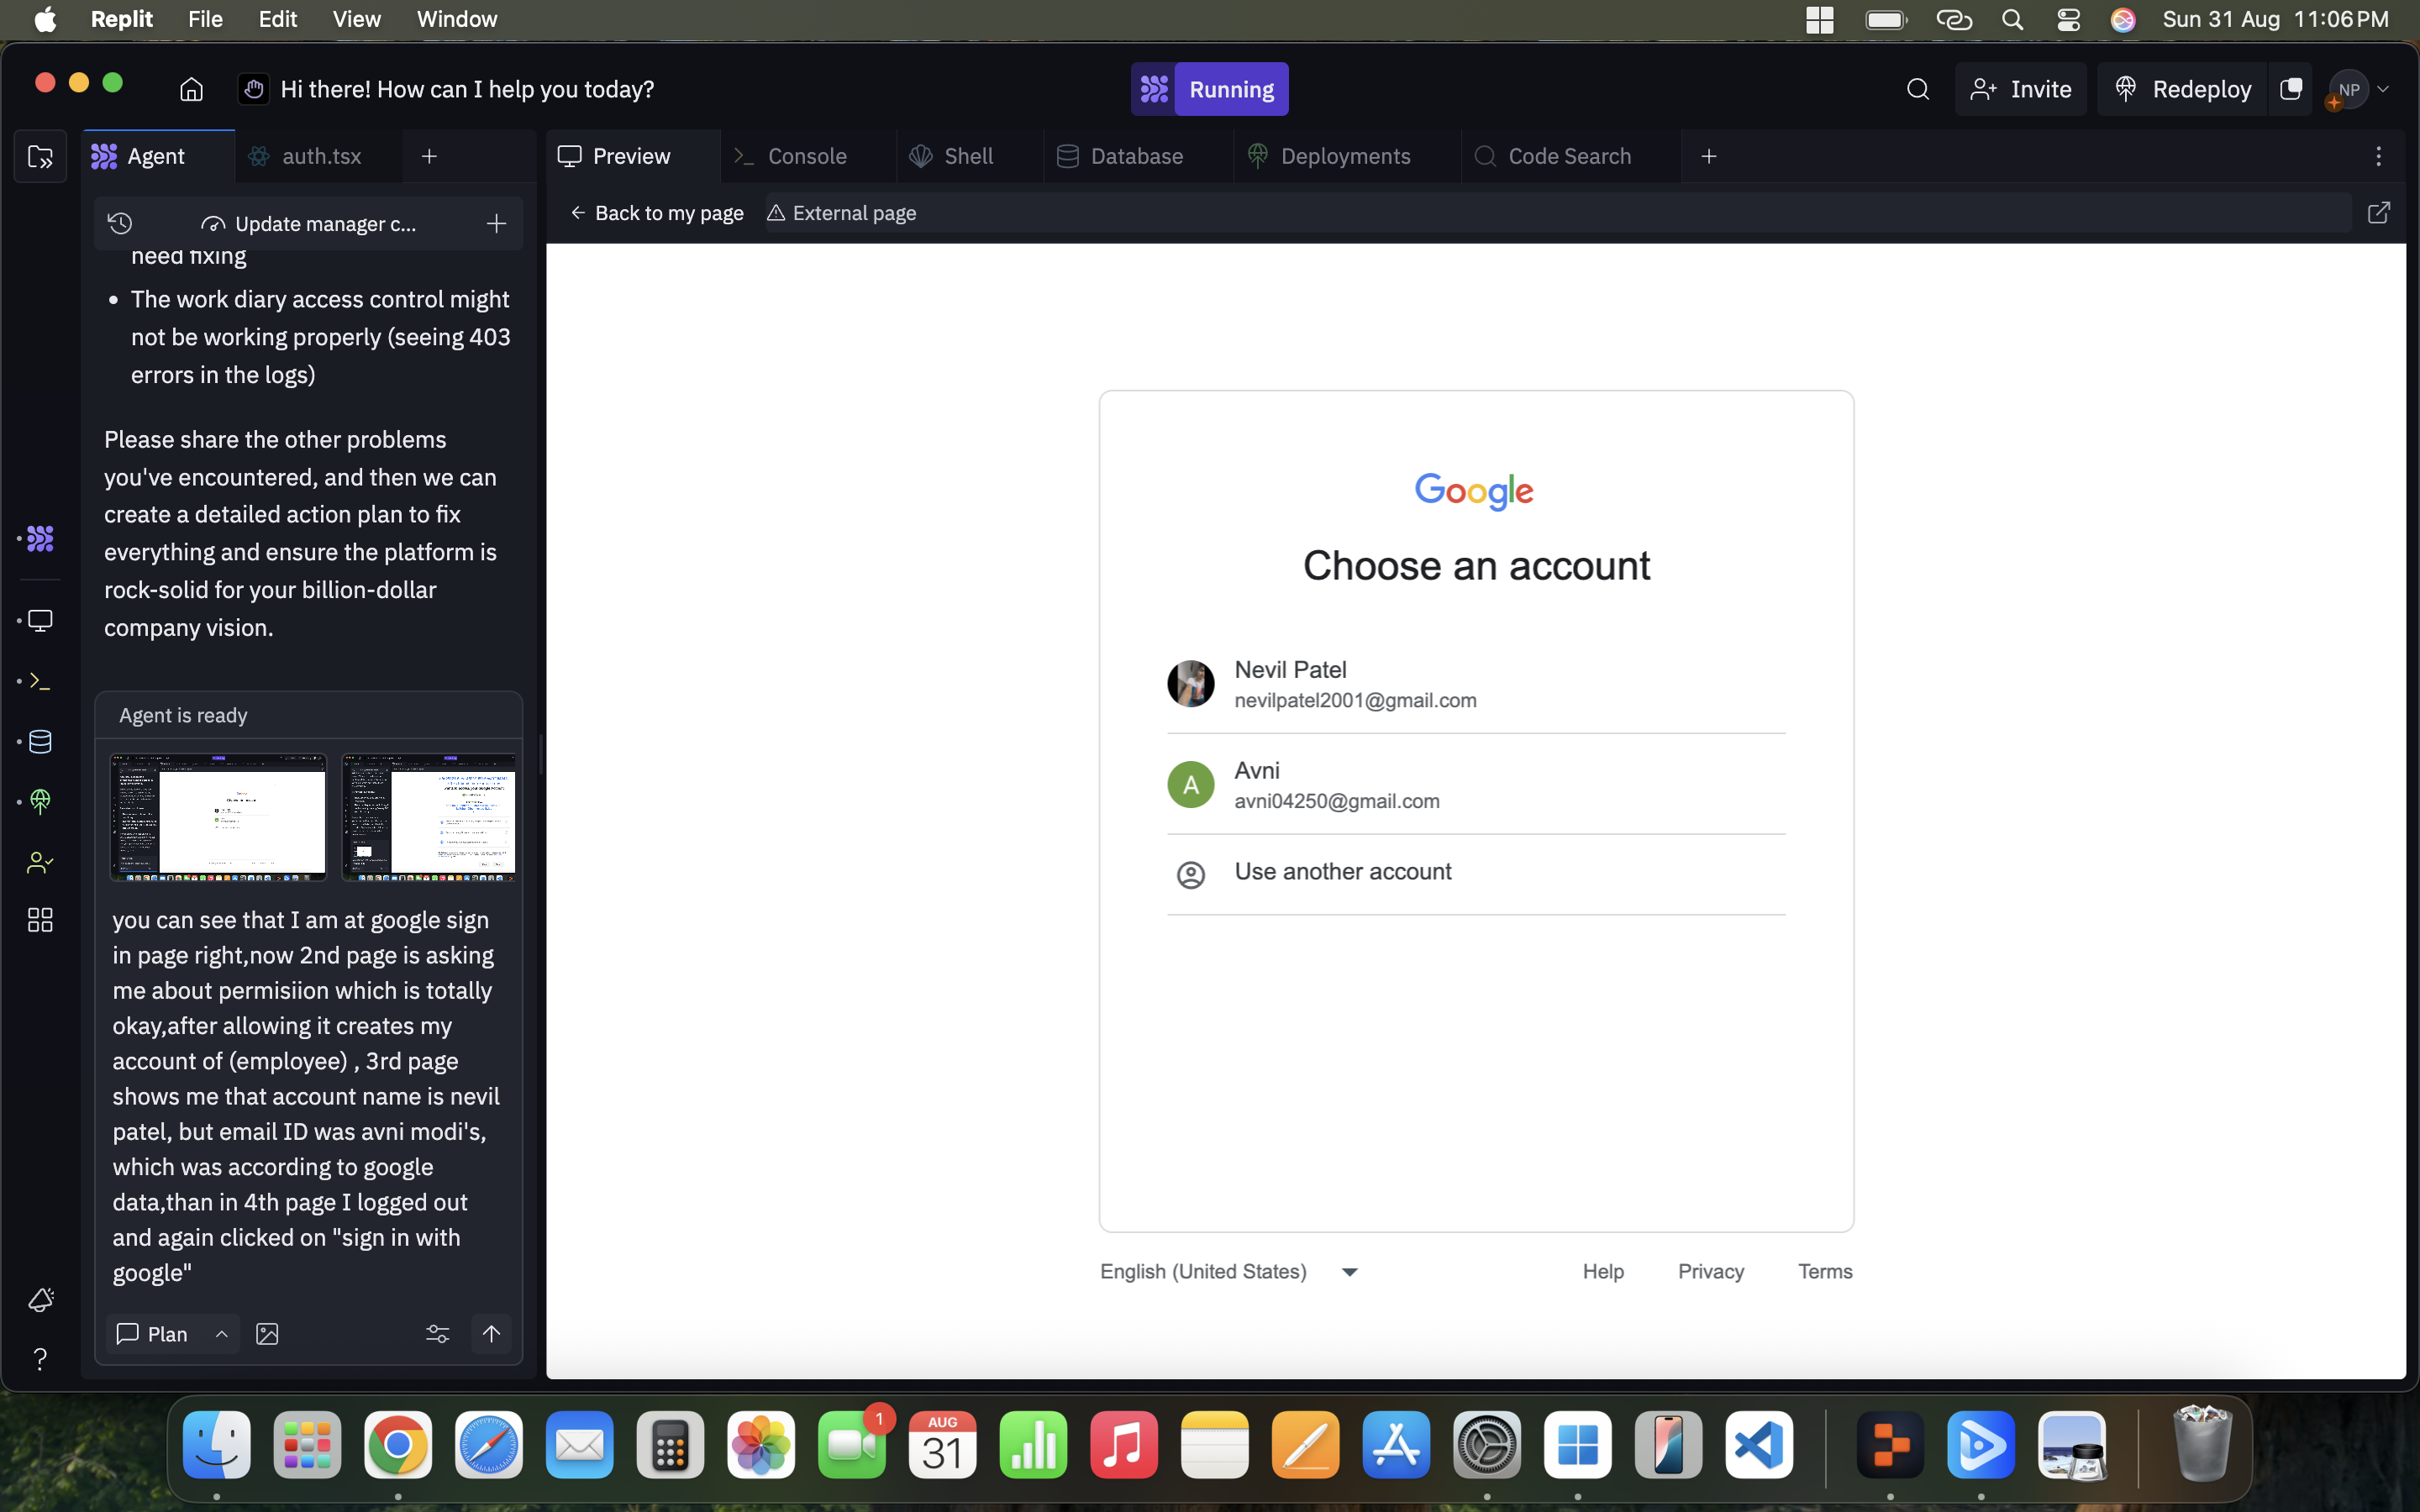 Replit File Edit View Window
Sun 31 Aug 11:06 PM
Hi there! How can I help you today?
Running
Invite
Redeploy
NP
Agent
auth.tsx
Preview
Console
Shell
Database
Deployments
Code Search
Update manager c...
Back to my page
External page
need fixing
• The work diary access control might
not be working properly (seeing 403
errors in the logs)
Please share the other problems
you've encountered, and then we can
create a detailed action plan to fix
everything and ensure the platform is
rock-solid for your billion-dollar
company vision.
Agent is ready
you can see that I am at google sign
in page right,now 2nd page is asking
me about permisiion which is totally
okay,after allowing it creates my
account of (employee) , 3rd page
shows me that account name is nevil
patel, but email ID was avni modi's,
which was according to google
data,than in 4th page I logged out
and again clicked on "sign in with
google"
Plan
Google
Choose an account
Nevil Patel
nevilpatel2001@gmail.com
A
Avni
avni04250@gmail.com
Use another account
English (United States)
Help
Privacy
Terms
1
AUG
31